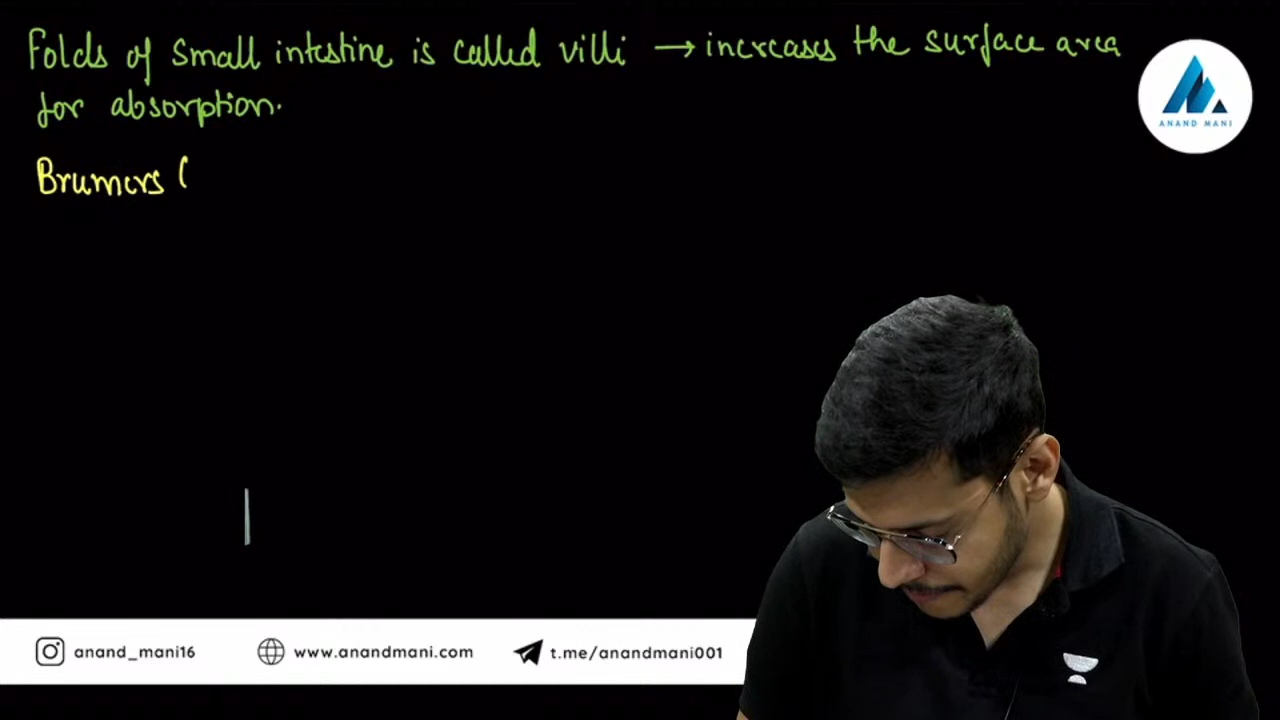 Folds of small intestine is called villi → increases the surface area
for absorption.
Brumers (
ANAND MANI
anand_mani16
www.anandmani.com
t.me/anandmani001